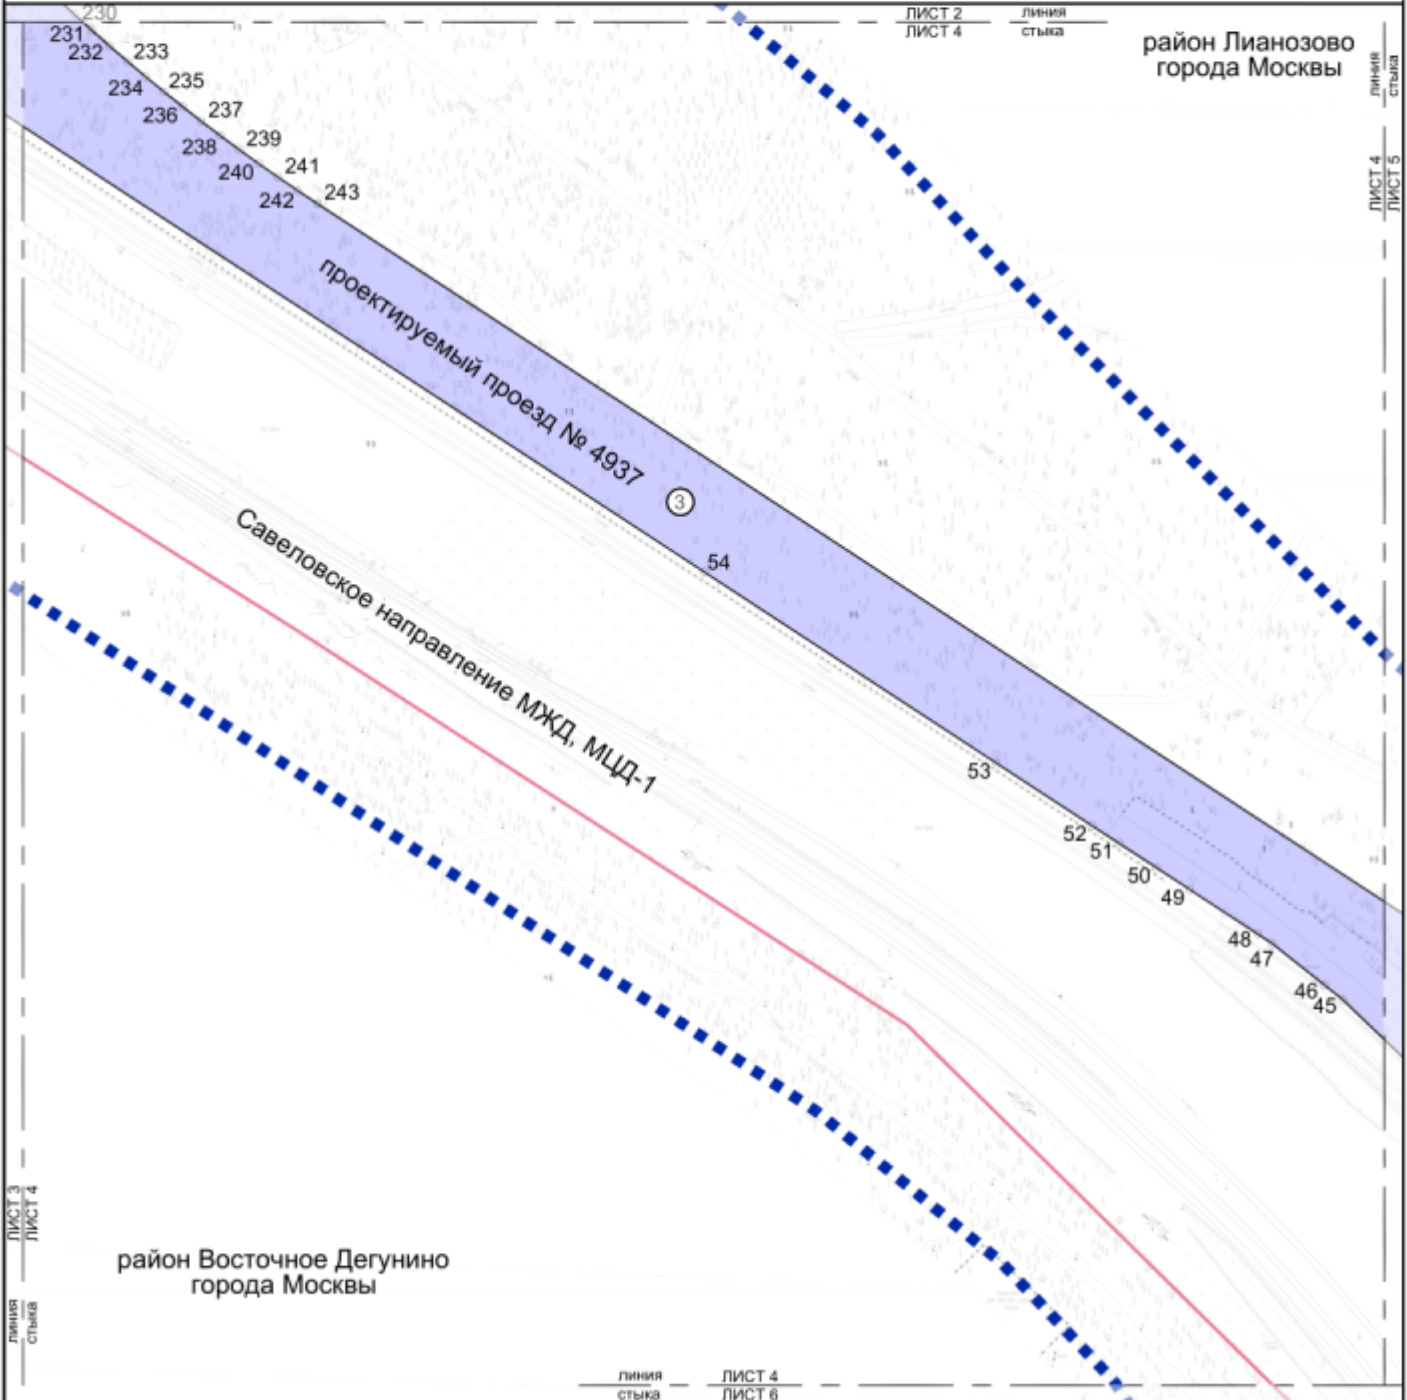 230
ЛИСТ 2
линия
ЛИСТ 4
стыка
231
232
233
234
235
236
237
238
239
240
241
242
243
район Лианозово
города Москвы
линия
стыка
ЛИСТ 4
ЛИСТ 5
проектируемый проезд № 4937
3
54
Савеловское направление МЖД, МЦД-1
53
52
51
50
49
48
47
46
45
ЛИСТ 3
ЛИСТ 4
линия
стыка
район Восточное Дегунино
города Москвы
линия
ЛИСТ 4
стыка
ЛИСТ 6